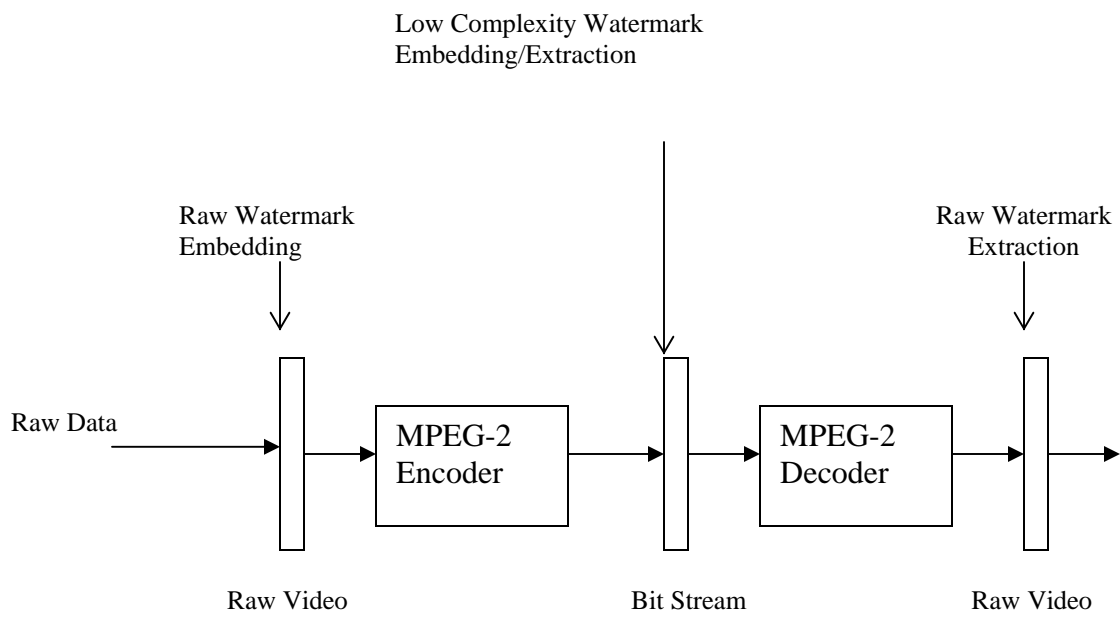 Low Complexity Watermark
Embedding/Extraction
Raw Watermark
Embedding
Raw Watermark
Extraction
Raw Data
MPEG-2
Encoder
MPEG-2
Decoder
Raw Video
Bit Stream
Raw Video